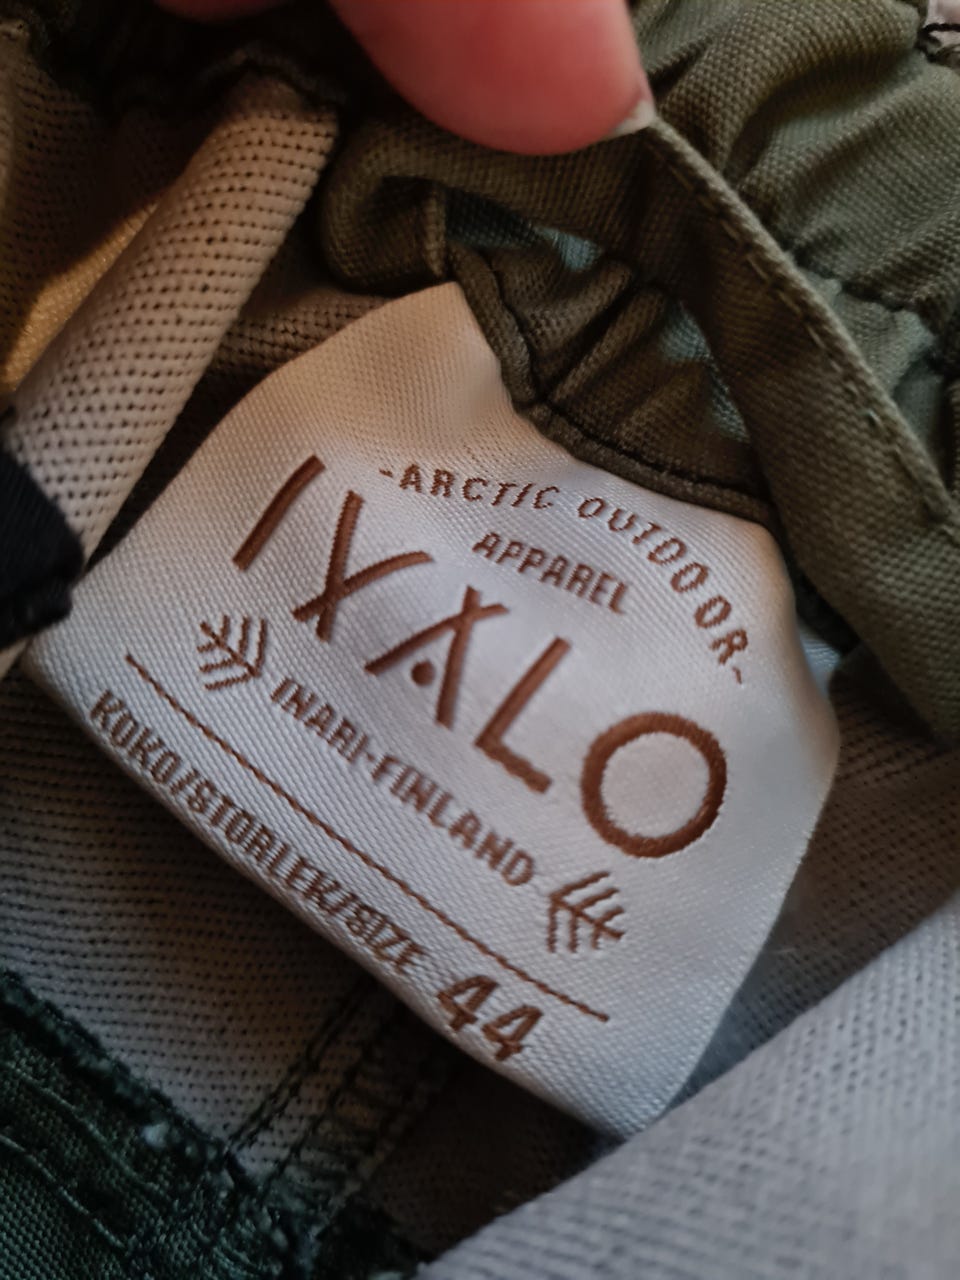 -ARCTIC OUTDOOR-
APPAREL
IXALO
INARI-FINLAND
KOKO/STORLEK/SIZE 44